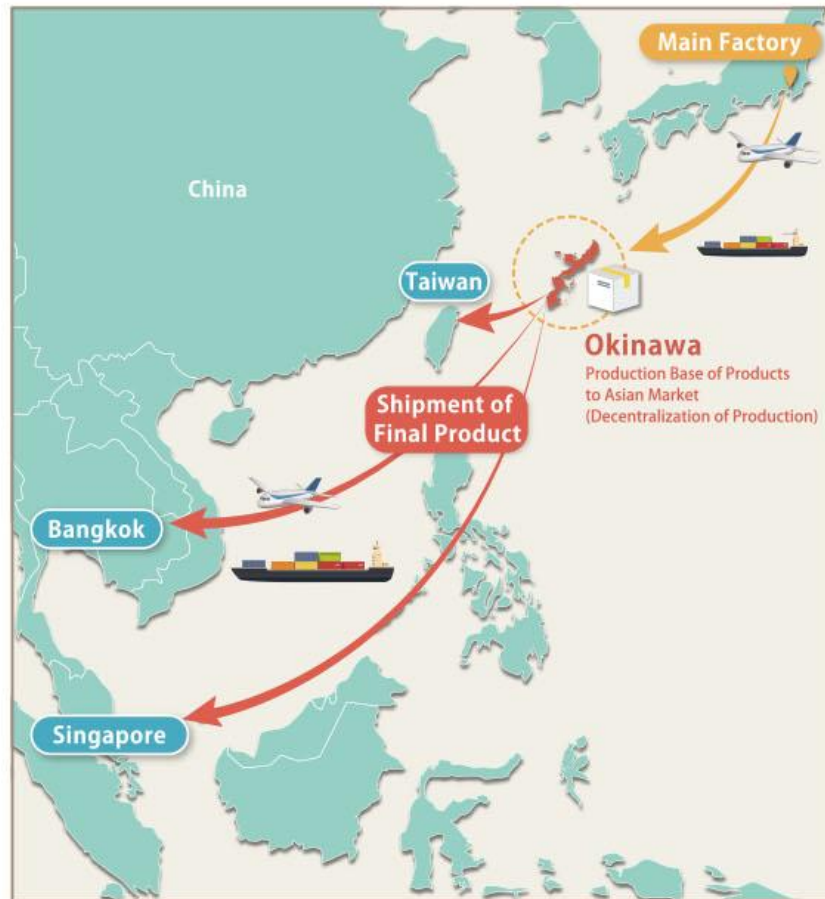 Main Factory
China
Taiwan
Okinawa
Production Base of Products
to Asian Market
(Decentralization of Production)
Shipment of
Final Product
Bangkok
Singapore